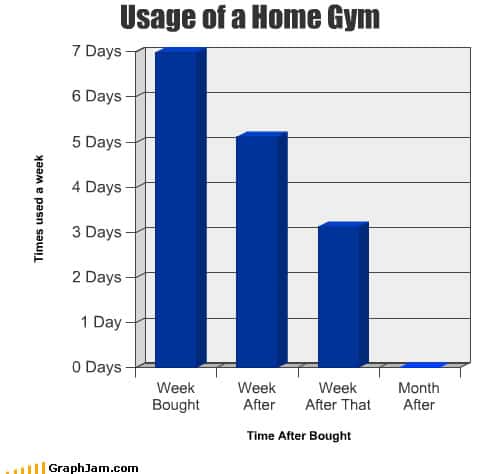 Usage of a Home Gym
7 Days
6 Days
5 Days
4 Days
3 Days
2 Days
1 Day
0 Days
Times used a week
Week Bought
Week After
Week After That
Month After
Time After Bought
GraphJam.com